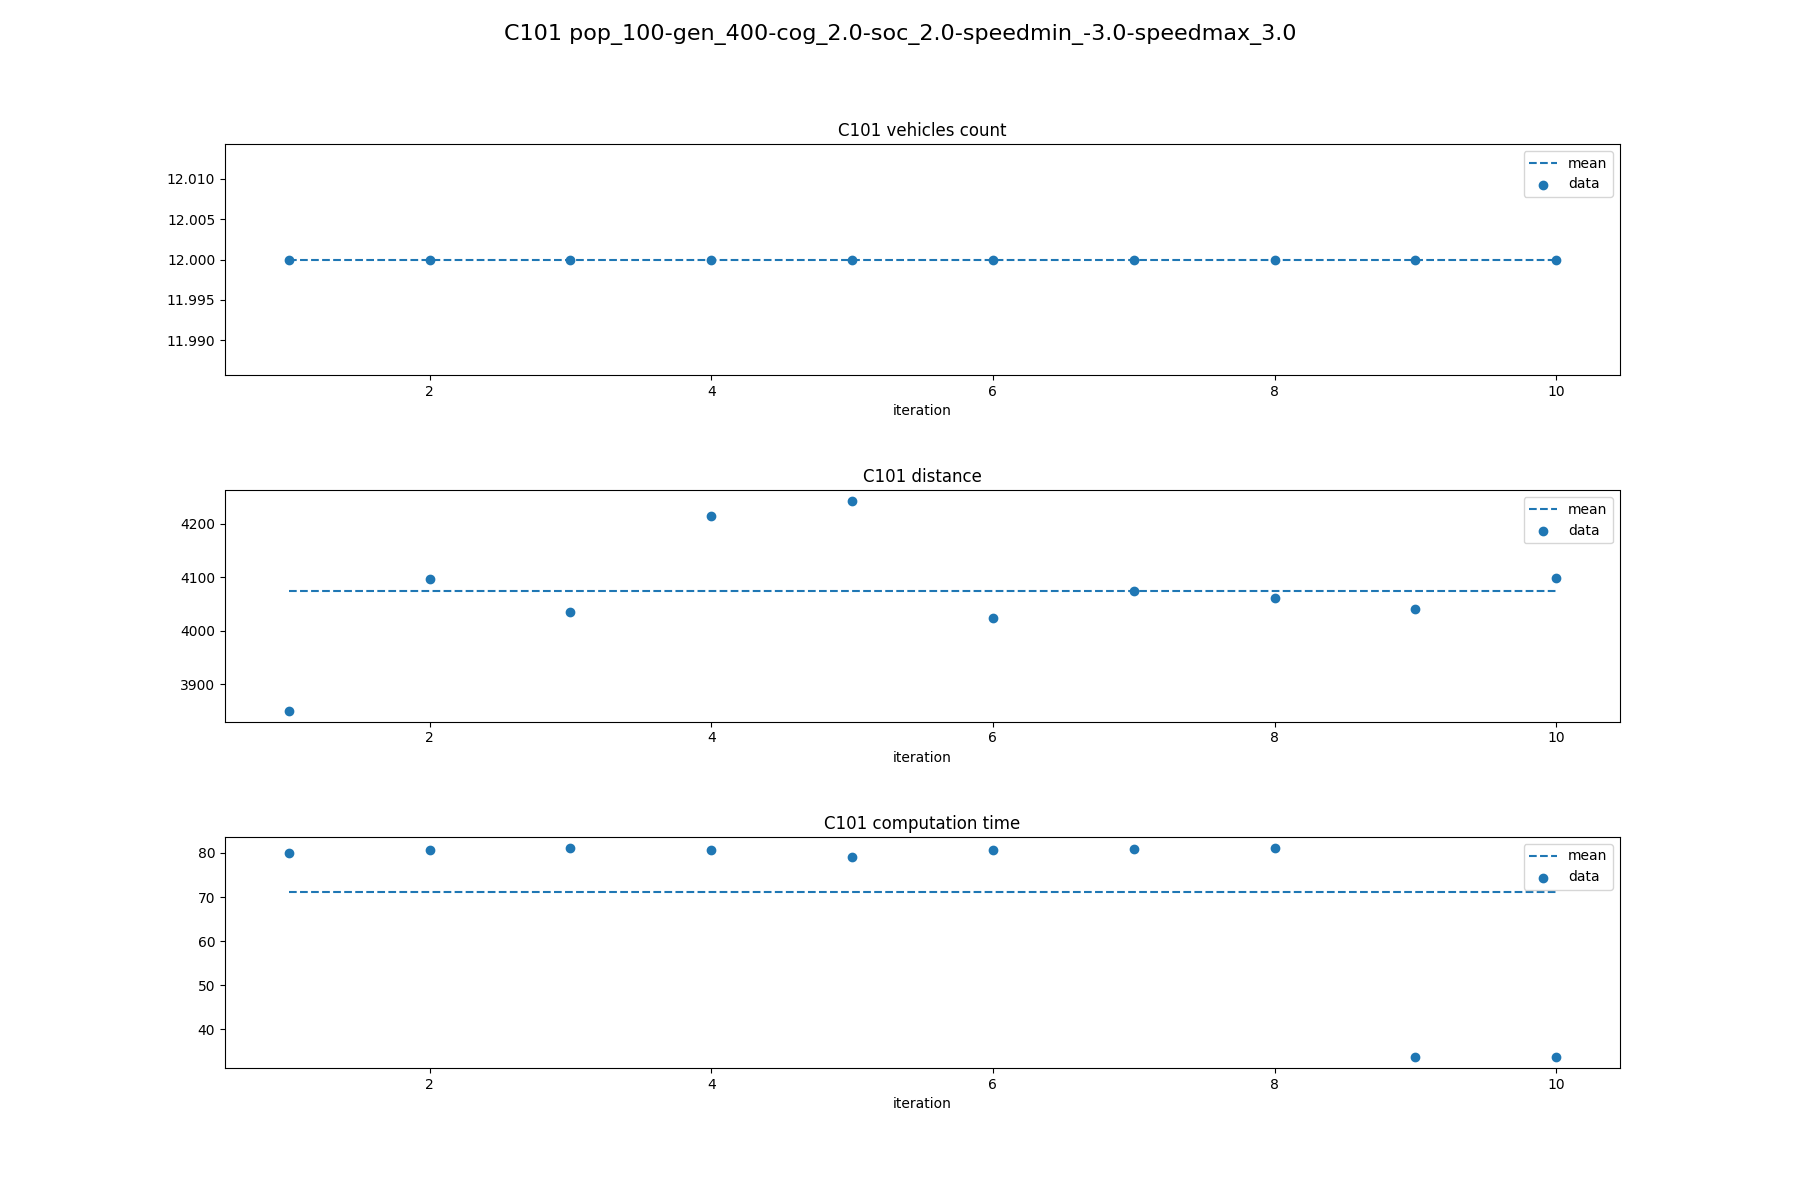 C101 pop_100-gen_400-cog_2.0-soc_2.0-speedmin_-3.0-speedmax_3.0
C101 vehicles count
mean
data
12.010
12.005
12.000
11.995
11.990
2 4 6 8 10
iteration
C101 distance
mean
data
4200
4100
4000
3900
2 4 6 8 10
iteration
C101 computation time
mean
data
80
70
60
50
40
2 4 6 8 10
iteration